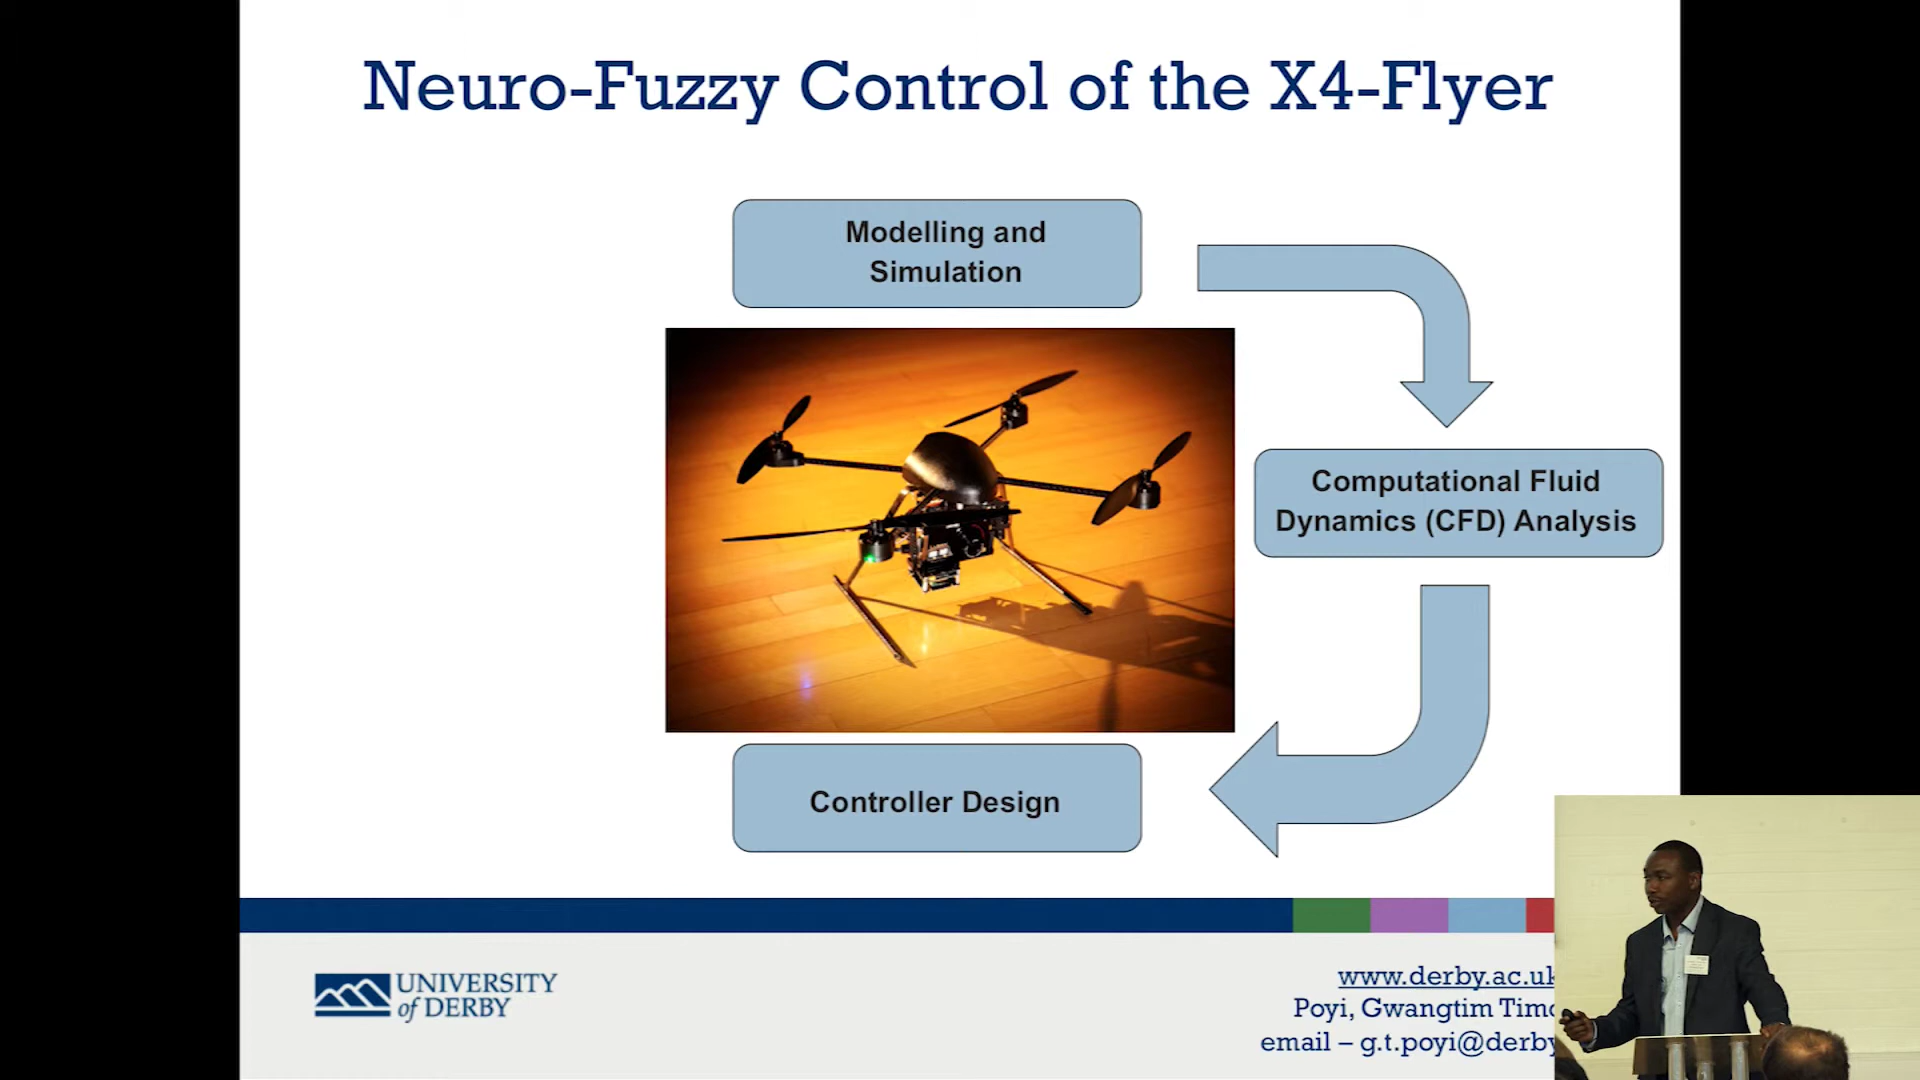 Neuro-Fuzzy Control of the X4-Flyer
Modelling and
Simulation
Computational Fluid
Dynamics (CFD) Analysis
Controller Design
UNIVERSITY
of DERBY
www.derby.ac.uk
Poyi, Gwangtim
email – g.t.poyi@derby